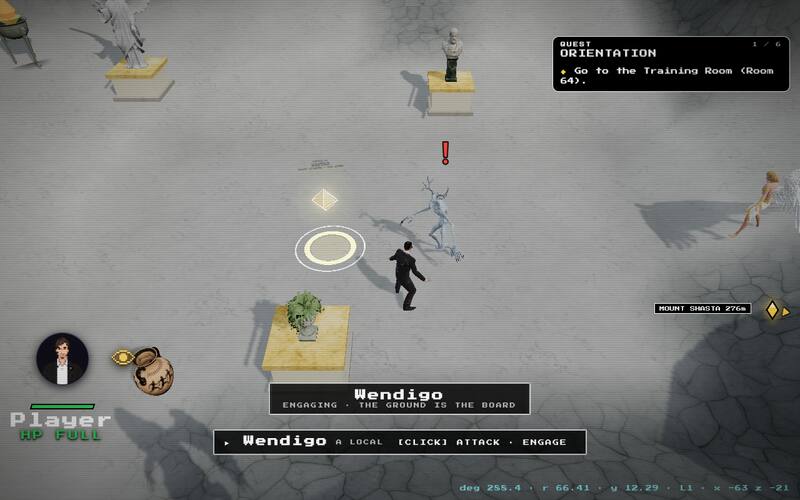 QUEST
1 / 6
ORIENTATION
Go to the Training Room (Room
64).
MOUNT SHASTA 276m
Player
HP FULL
Wendigo
ENGAGING · THE GROUND IS THE BOARD
Wendigo A LOCAL [CLICK] ATTACK · ENGAGE
deg 288.4 · r 66.41 · y 12.29 · L1 · x -63 z -21